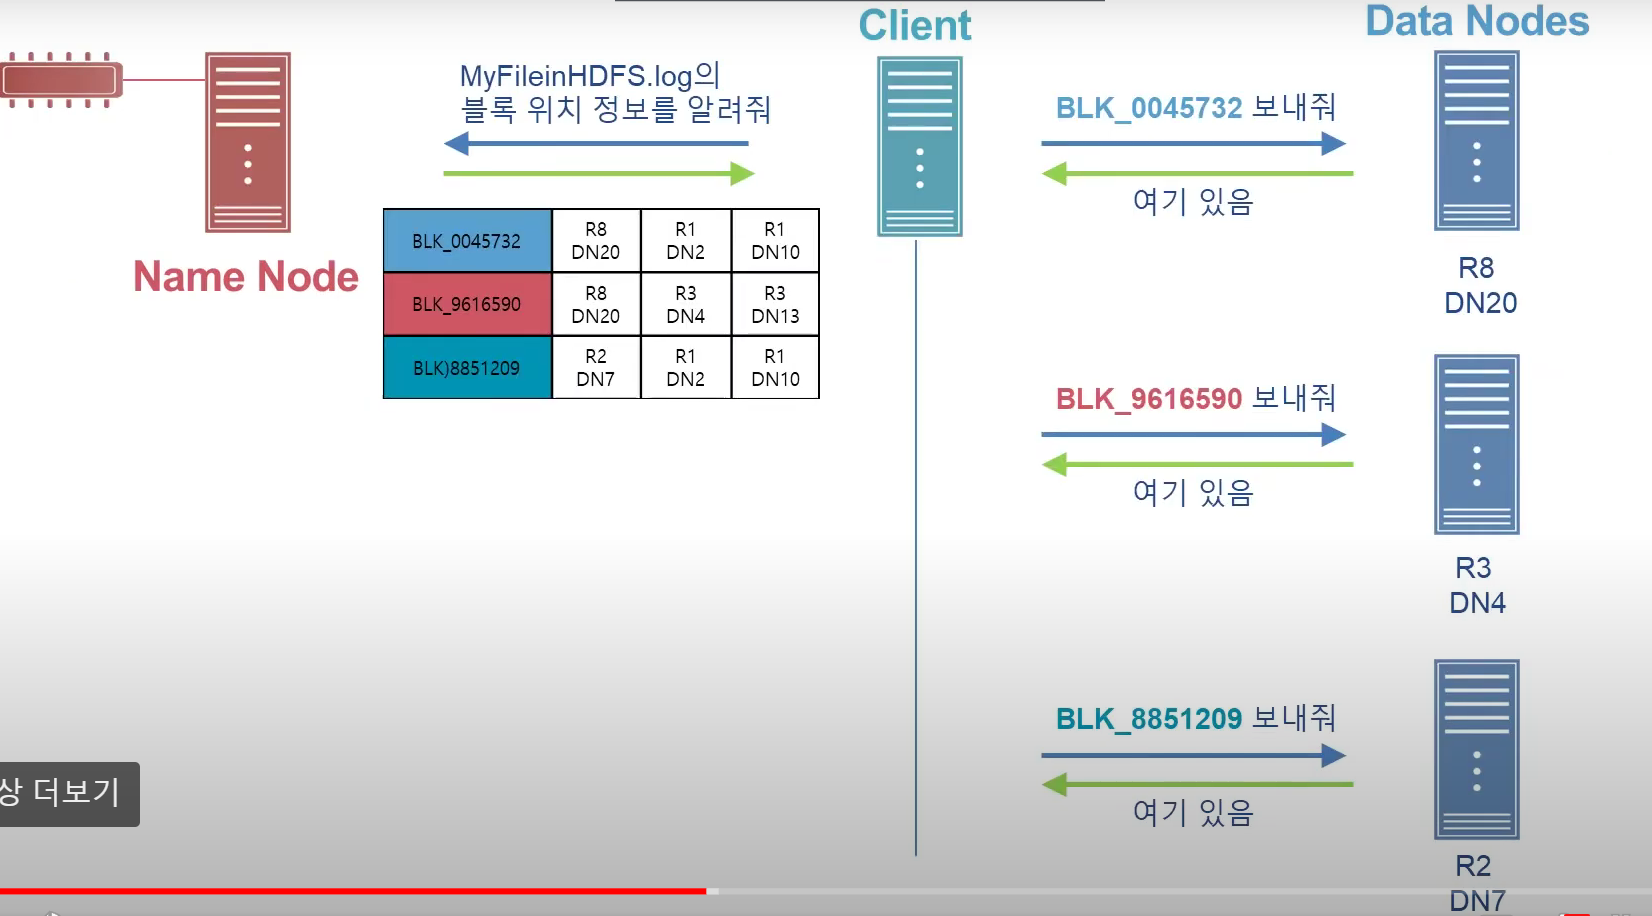 Client
Data Nodes
MyFileinHDFS.log의
블록 위치 정보를 알려줘
BLK_0045732 보내줘
여기 있음
Name Node
BLK_0045732
R8
DN20
R1
DN2
R1
DN10
BLK_9616590
R8
DN20
R3
DN4
R3
DN13
BLK)8851209
R2
DN7
R1
DN2
R1
DN10
R8
DN20
BLK_9616590 보내줘
여기 있음
R3
DN4
BLK_8851209 보내줘
여기 있음
상 더보기
R2
DN7